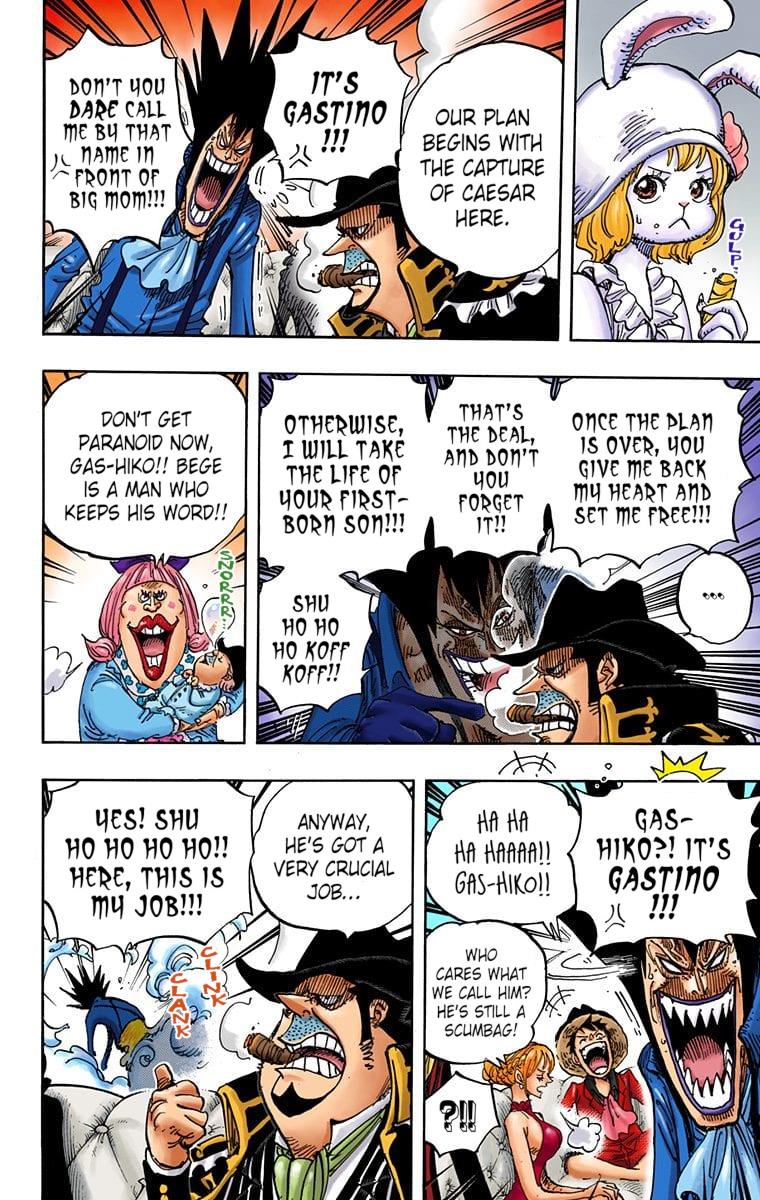 GULP..
OUR PLAN
BEGINS WITH
THE CAPTURE
OF CAESAR
HERE.
IT'S
GASTINO
!!!
DON'T YOU
DARE CALL
ME BY THAT
NAME IN
FRONT OF
BIG MOM!!!
ONCE THE PLAN
IS OVER, YOU
GIVE ME BACK
MY HEART AND
SET ME FREE!!!
THAT'S
THE DEAL,
AND DON'T
YOU
FORGET
IT!!
OTHERWISE,
I WILL TAKE
THE LIFE OF
YOUR FIRST-
BORN SON!!!
SHU
HO HO
HO KOFF
KOFF!!
...
DON'T GET
PARANOID NOW,
GAS-HIKO!! BEGE
IS A MAN WHO
KEEPS HIS WORD!!
SNORRR..
GAS-
HIKO?! IT'S
GASTINO
!!!
HA HA
HA HAAAA!!
GAS-HIKO!!
WHO
CARES WHAT
WE CALL HIM?
HE'S STILL A
SCUMBAG!
?!!
ANYWAY,
HE'S GOT A
VERY CRUCIAL
JOB...
YES! SHU
HO HO HO HO!!
HERE, THIS IS
MY JOB!!!
CLINK
CLANK